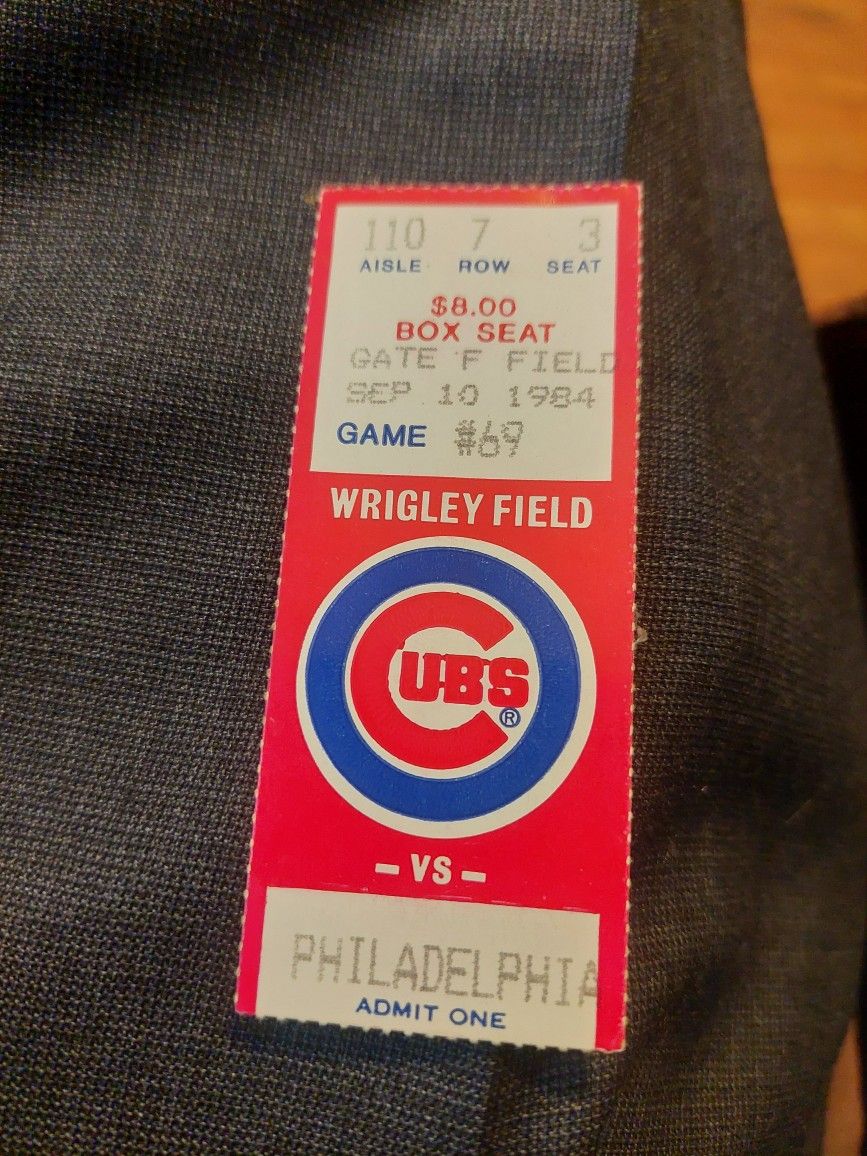 110 7 3
AISLE ROW SEAT
$8.00
BOX SEAT
GATE F FIELD
SEP 10 1984
GAME #69
WRIGLEY FIELD
CUBS®
- VS -
PHILADELPHIA
ADMIT ONE